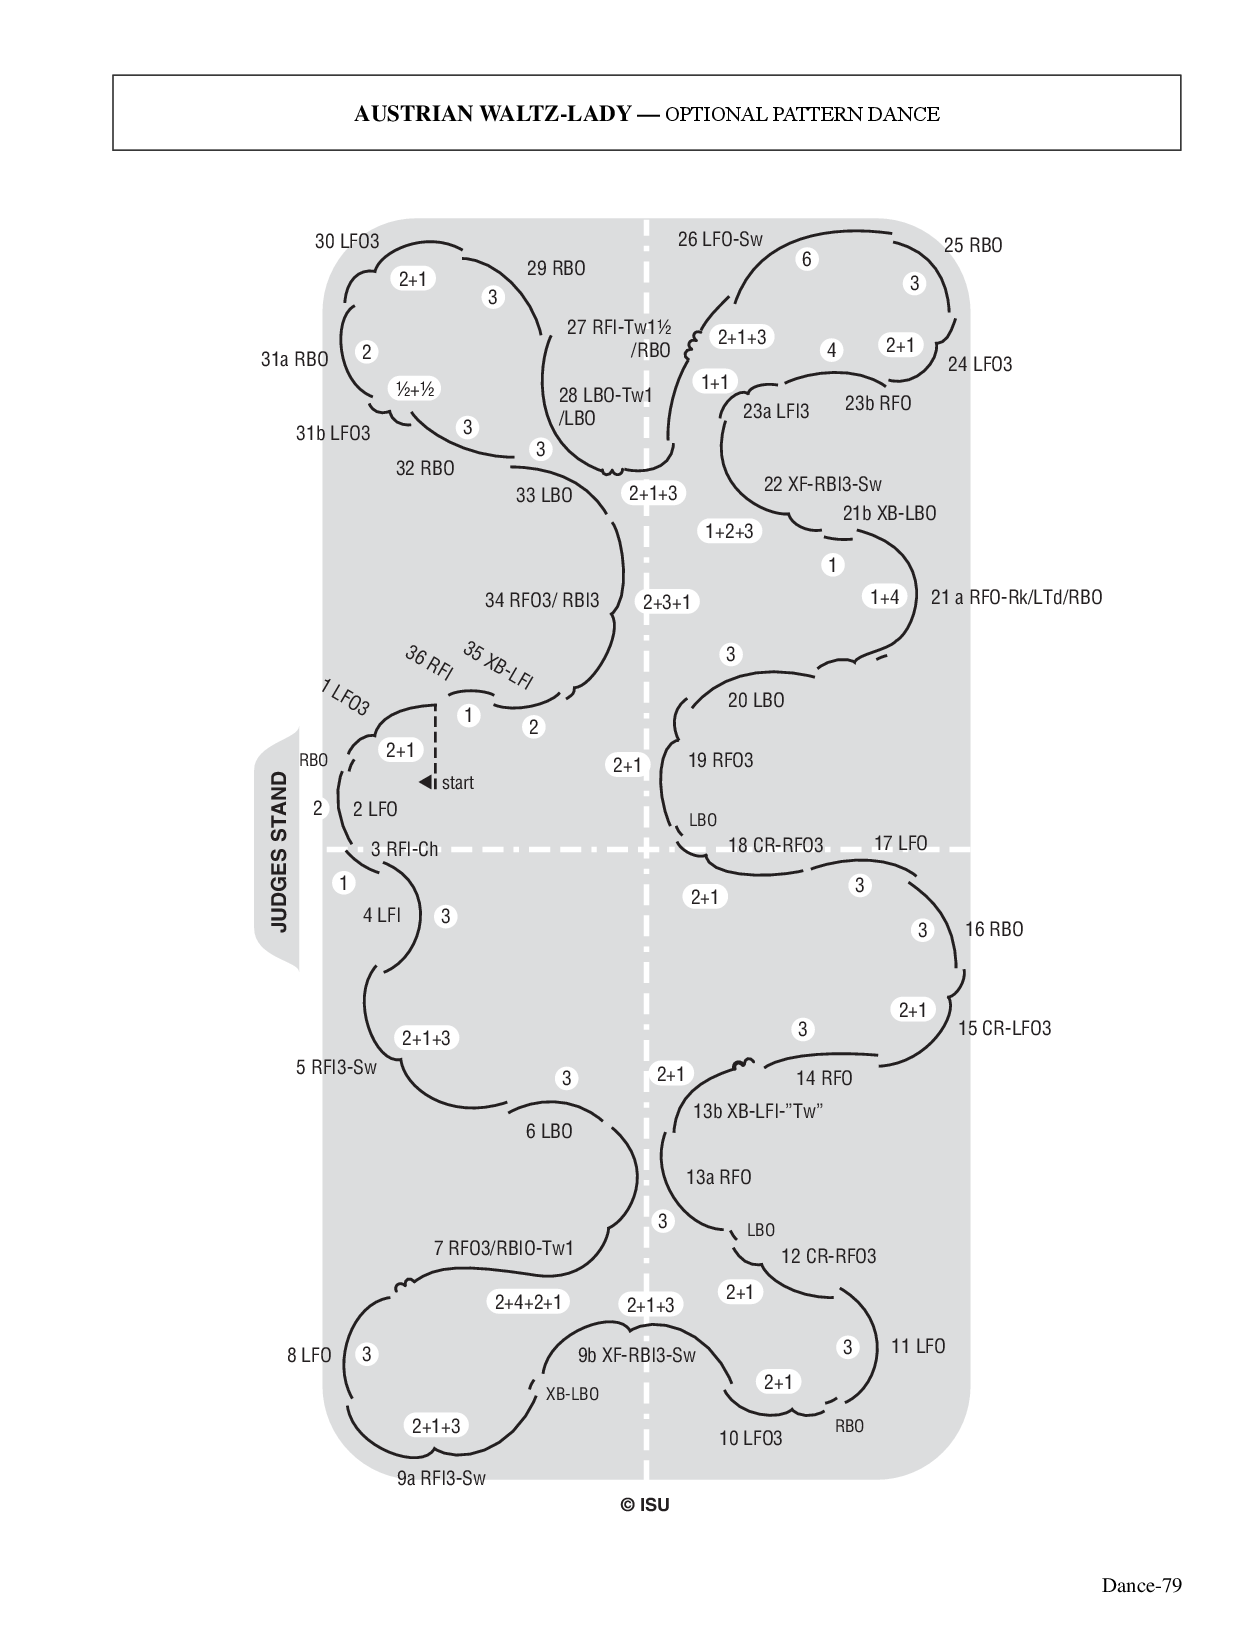 AUSTRIAN WALTZ-LADY — OPTIONAL PATTERN DANCE
30 LFO3
26 LFO-Sw
25 RBO
6
29 RBO
2+1
3
3
27 RFI-Tw1½
/RBO
2+1+3
4
2+1
31a RBO
2
24 LFO3
½+½
28 LBO-Tw1
/LBO
1+1
23a LFI3
23b RFO
31b LFO3
3
3
32 RBO
33 LBO
2+1+3
22 XF-RBI3-Sw
21b XB-LBO
1+2+3
1
34 RFO3/ RBI3
2+3+1
1+4
21 a RFO-Rk/LTd/RBO
36 RFI
35 XB-LFI
3
1 LFO3
20 LBO
1
2
2+1
RBO
2+1
19 RFO3
start
2
2 LFO
LBO
JUDGES STAND
3 RFI-Ch
18 CR-RFO3
17 LFO
1
3
2+1
4 LFI
3
3
16 RBO
2+1
2+1+3
3
15 CR-LFO3
5 RFI3-Sw
3
2+1
14 RFO
13b XB-LFI-”Tw”
6 LBO
13a RFO
3
LBO
7 RFO3/RBIO-Tw1
12 CR-RFO3
2+4+2+1
2+1+3
2+1
8 LFO
3
9b XF-RBI3-Sw
3
11 LFO
XB-LBO
2+1
2+1+3
10 LFO3
RBO
9a RFI3-Sw
© ISU
Dance-79